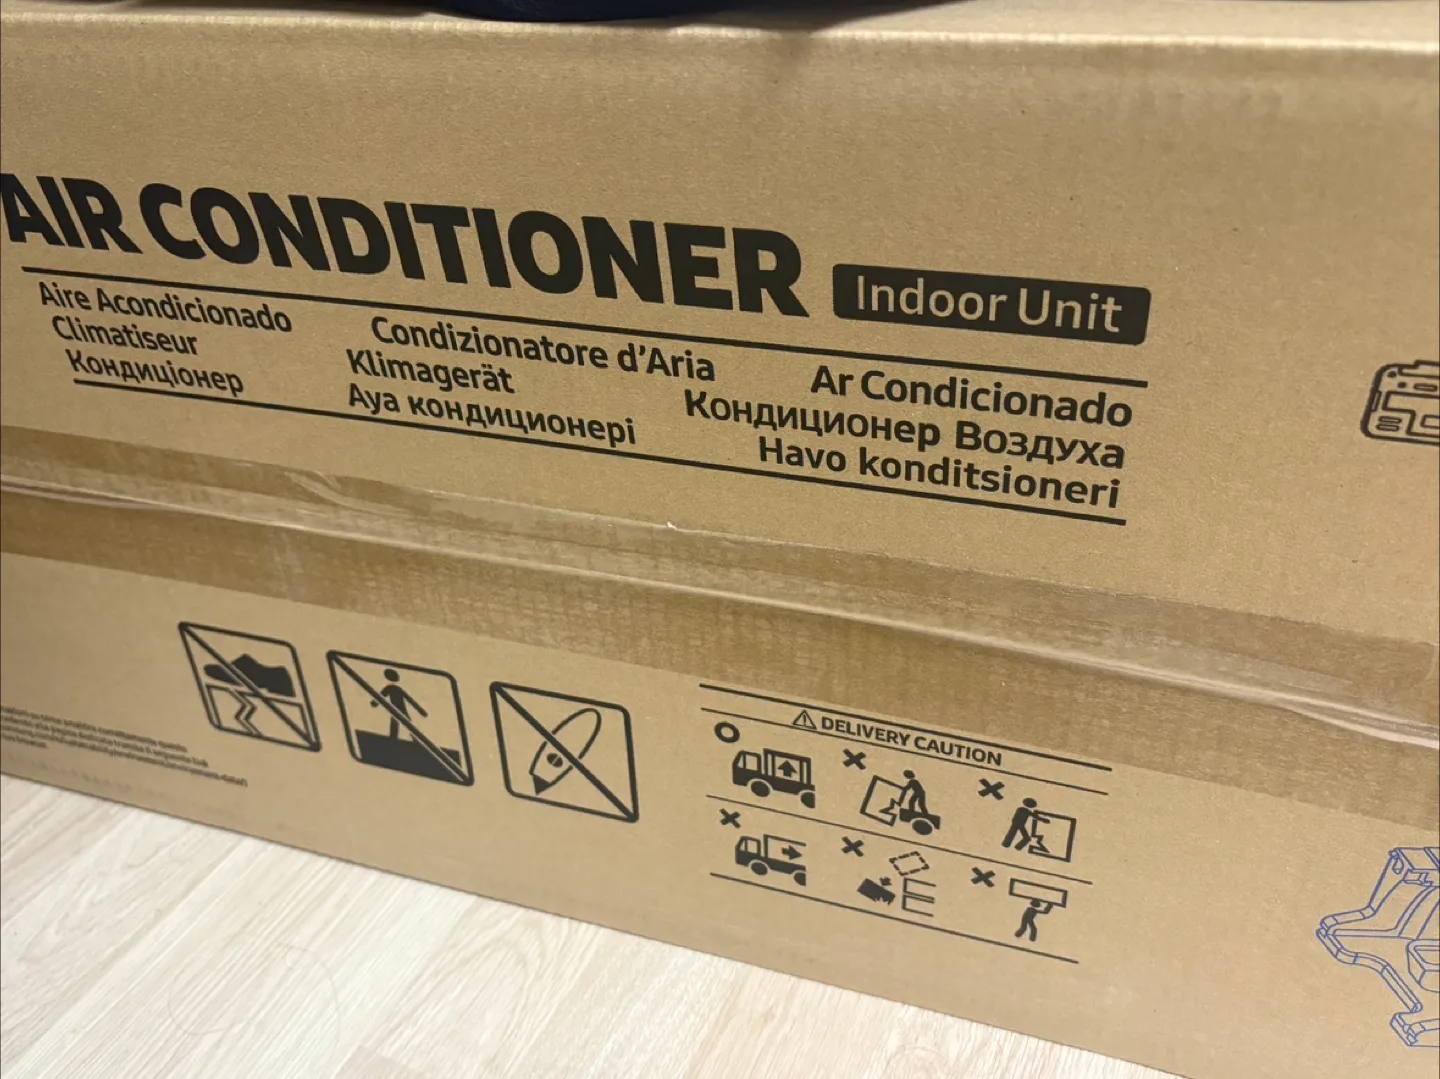 AIR CONDITIONER Indoor Unit
Aire Acondicionado Condizionatore d'Aria Ar Condicionado
Climatiseur Klimagerät Кондиционер Воздуха
Кондиціонер Ауа кондиционері Havo konditsioneri
DELIVERY CAUTION